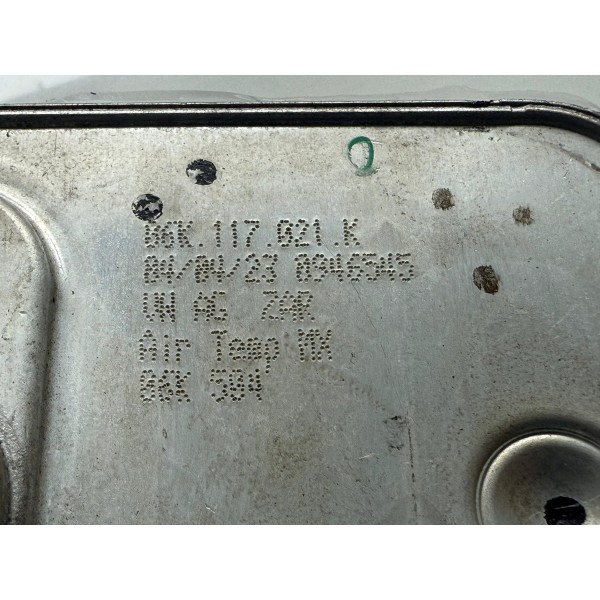 06K.117.021.K
04/04/23 0946545
VW AG ZAR
Air Temp MX
06K 504